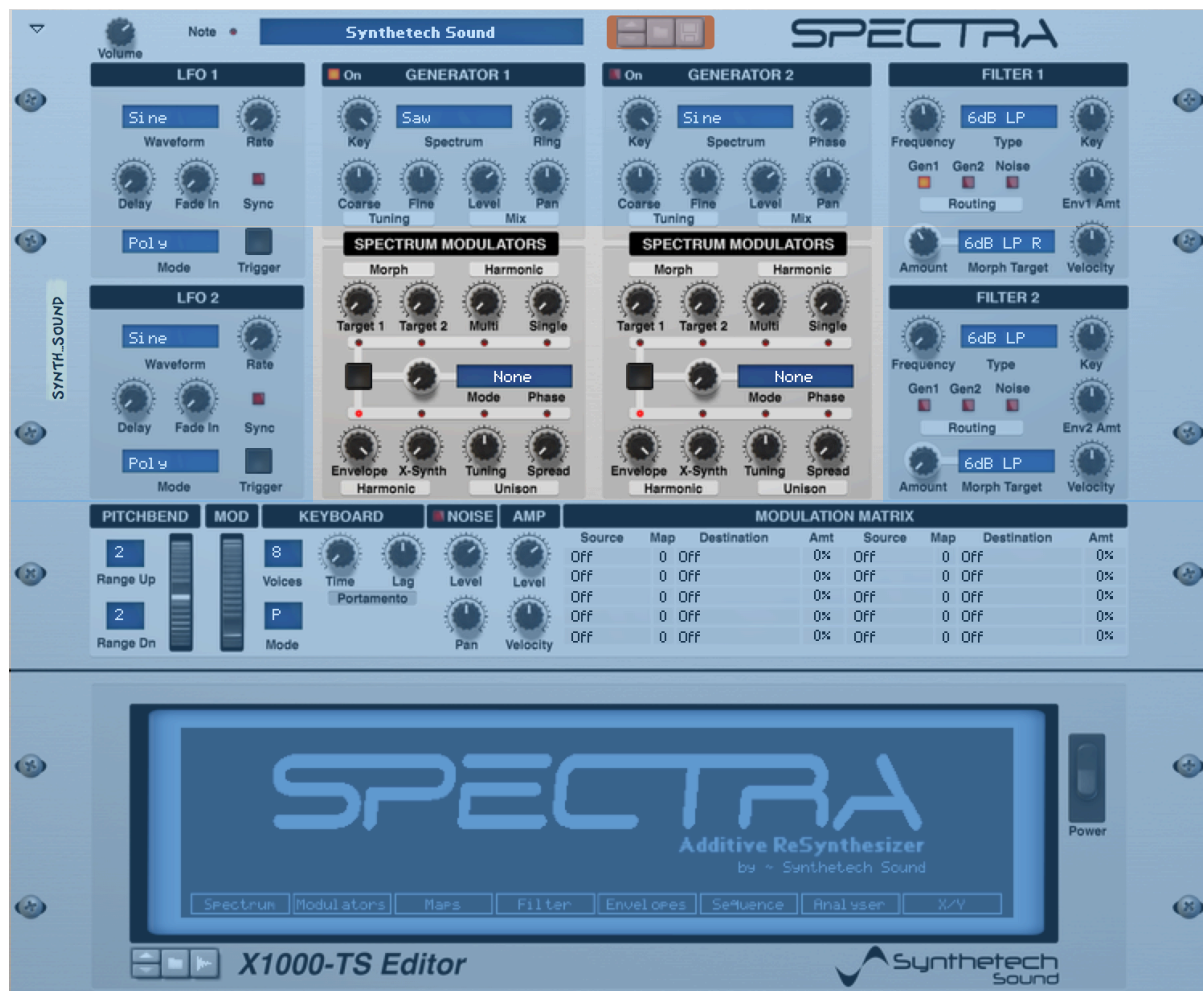 Volume
Note
Synthetech Sound
SPECTRA
LFO 1
On GENERATOR 1
On GENERATOR 2
FILTER 1
Sine
Waveform Rate
Saw
Key Spectrum Ring
Sine
Key Spectrum Phase
6dB LP
Frequency Type Key
Delay Fade In Sync
Coarse Fine Level Pan
Tuning Mix
Coarse Fine Level Pan
Tuning Mix
Gen1 Gen2 Noise
Routing Env1 Amt
Poly
Mode Trigger
SPECTRUM MODULATORS
Morph Harmonic
Target 1 Target 2 Multi Single
None
Mode Phase
Envelope X-Synth Tuning Spread
Harmonic Unison
SPECTRUM MODULATORS
Morph Harmonic
Target 1 Target 2 Multi Single
None
Mode Phase
Envelope X-Synth Tuning Spread
Harmonic Unison
6dB LP R
Amount Morph Target Velocity
SYNTH_SOUND
LFO 2
Sine
Waveform Rate
Delay Fade In Sync
Poly
Mode Trigger
FILTER 2
6dB LP
Frequency Type Key
Gen1 Gen2 Noise
Routing Env2 Amt
6dB LP
Amount Morph Target Velocity
PITCHBEND MOD KEYBOARD NOISE AMP MODULATION MATRIX
2
Range Up
2
Range Dn
8
Voices
P
Mode
Time Lag
Portamento
Level
Pan
Level
Velocity
Source Map Destination Amt Source Map Destination Amt
Off 0 Off 0% Off 0 Off 0%
Off 0 Off 0% Off 0 Off 0%
Off 0 Off 0% Off 0 Off 0%
Off 0 Off 0% Off 0 Off 0%
Off 0 Off 0% Off 0 Off 0%
SPECTRA
Additive ReSynthesizer
by ~ Synthetech Sound
Spectrum Modulators Maps Filter Envelopes Sequence Analyser X/Y
Power
X1000-TS Editor
Synthetech
Sound